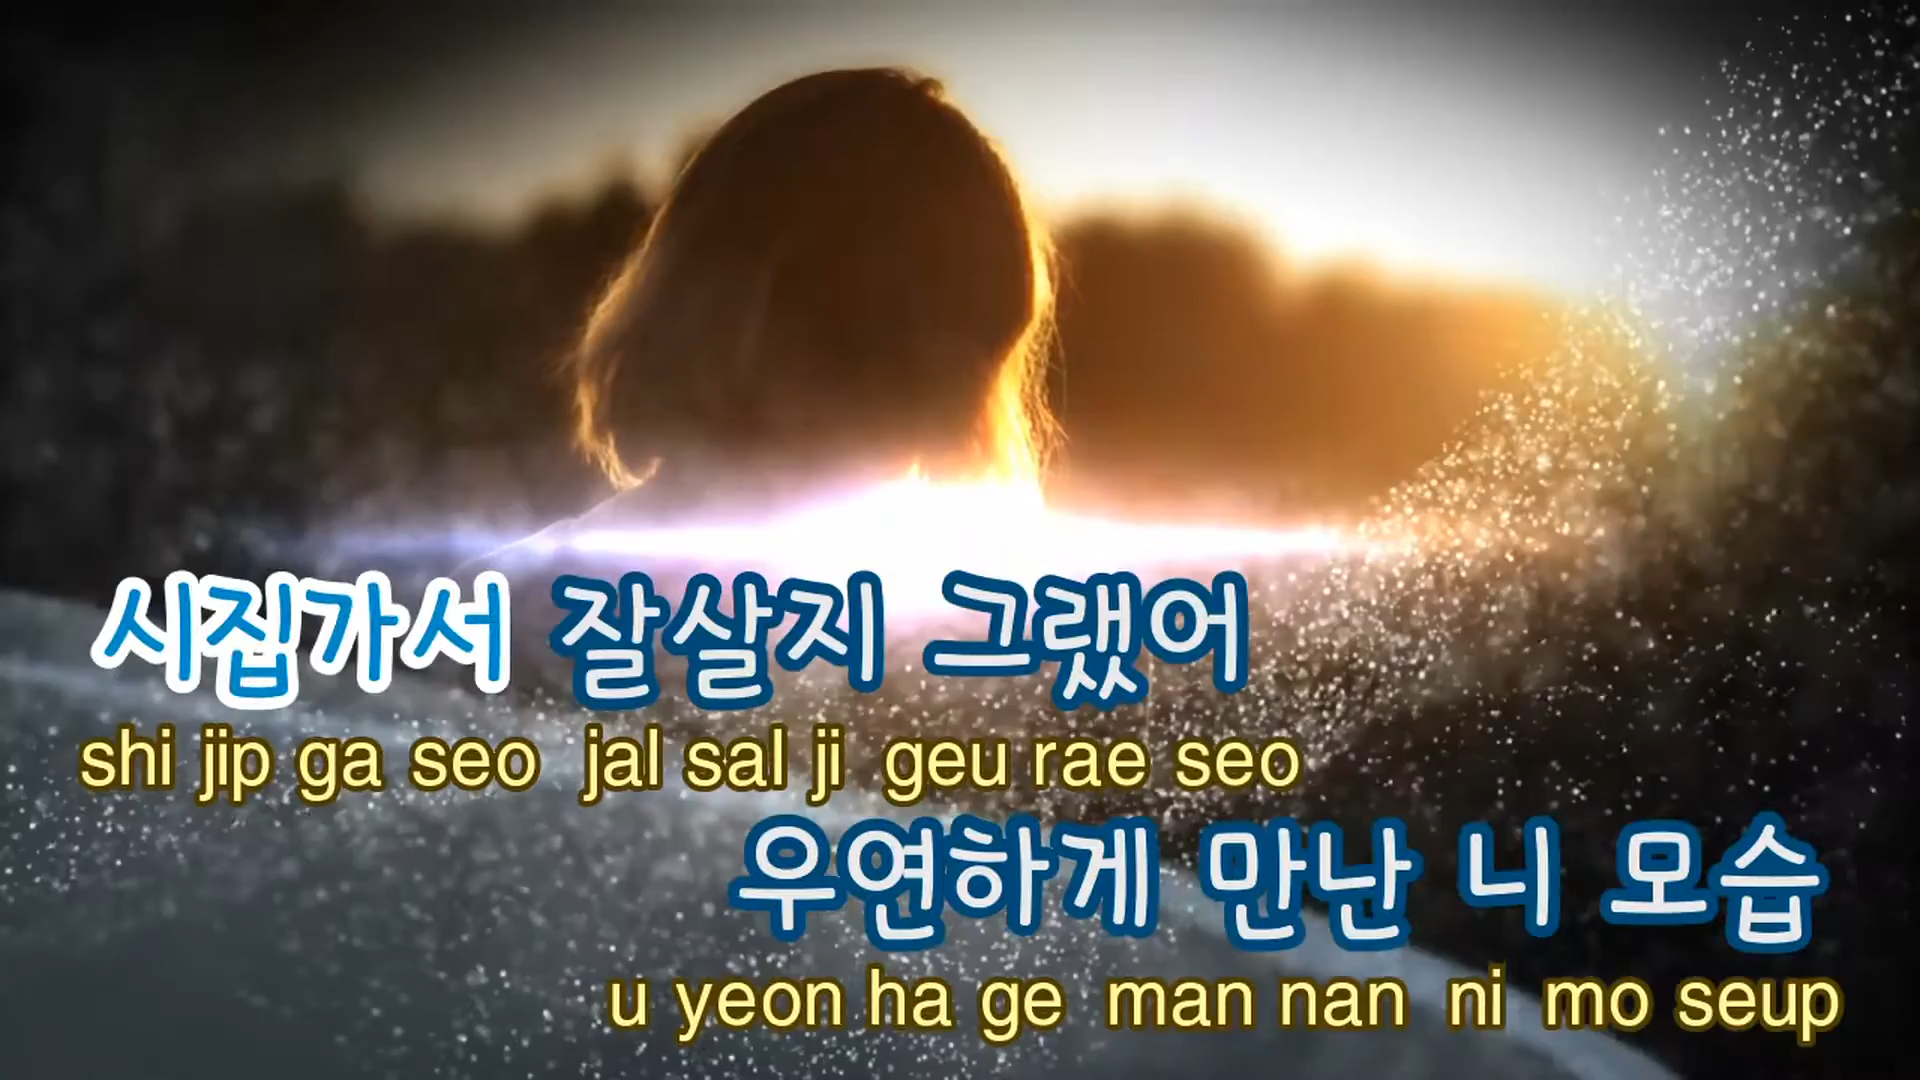 시집가서 잘살지 그랬어
shi jip ga seo jal sal ji geu rae seo
우연하게 만난 니 모습
u yeon ha ge man nan ni mo seup